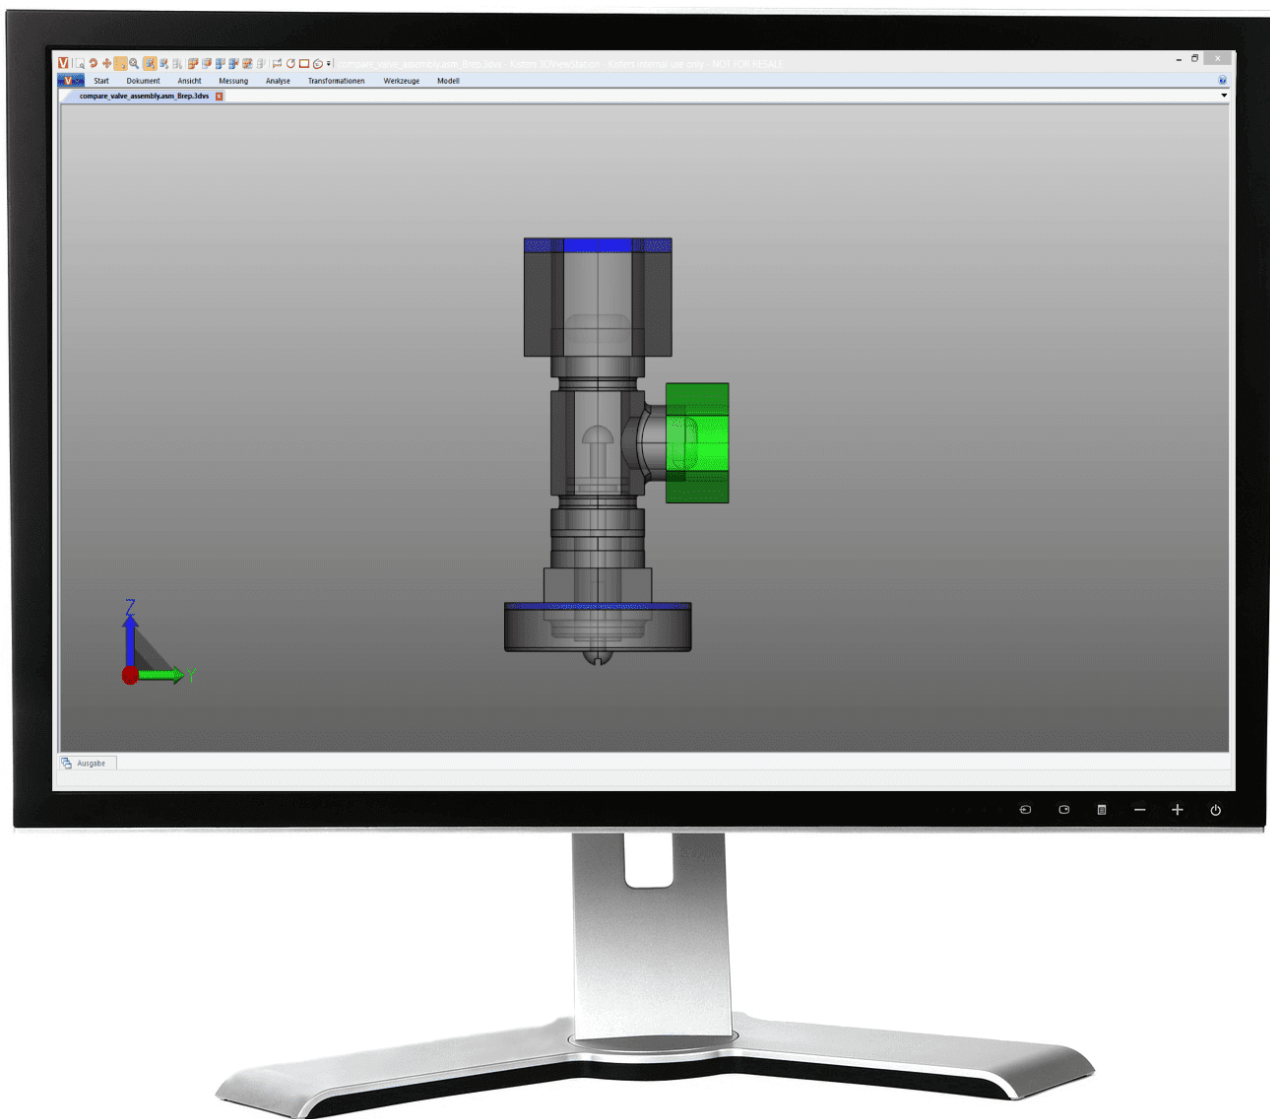 compare_valve_assembly.asm_Brep.3dvs - Kisters 3DViewStation - Kisters internal use only - NOT FOR RESALE
Start Dokument Ansicht Messung Analyse Transformationen Werkzeuge Modell
compare_valve_assembly.asm_Brep.3dvs
Z
Y
Ausgabe